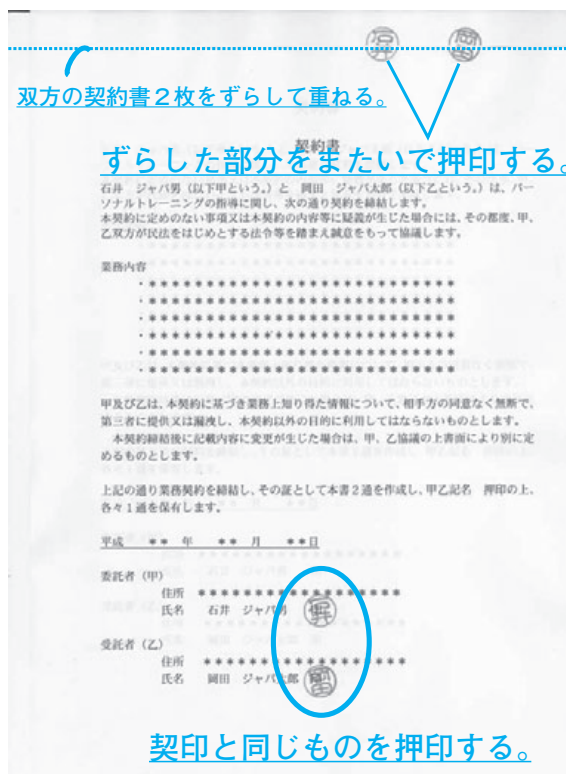 双方の契約書２枚をずらして重ねる。
契約書
ずらした部分をまたいで押印する。
石井　ジャパ男（以下甲という。）と　岡田　ジャパ太郎（以下乙という。）は、パー
ソナルトレーニングの指導に関し、次の通り契約を締結します。
本契約に定めのない事項又は本契約の内容等に疑義が生じた場合には、その都度、甲、
乙双方が民法をはじめとする法令等を踏まえ誠意をもって協議します。
業務内容
・＊＊＊＊＊＊＊＊＊＊＊＊＊＊＊＊＊＊＊＊＊＊＊＊
・＊＊＊＊＊＊＊＊＊＊＊＊＊＊＊＊＊＊＊＊＊＊＊＊
・＊＊＊＊＊＊＊＊＊＊＊＊＊＊＊＊＊＊＊＊＊＊＊＊
・＊＊＊＊＊＊＊＊＊＊＊＊＊＊＊＊＊＊＊＊＊＊＊＊
・＊＊＊＊＊＊＊＊＊＊＊＊＊＊＊＊＊＊＊＊＊＊＊＊
・＊＊＊＊＊＊＊＊＊＊＊＊＊＊＊＊＊＊＊＊＊＊＊＊
甲及び乙は、本契約に基づき業務上知り得た情報について、相手方の同意なく無断で、
第三者に提供又は漏洩し、本契約以外の目的に利用してはならないものとします。
　本契約締結後に記載内容に変更が生じた場合は、甲、乙協議の上書面により別に定
めるものとします。
上記の通り業務契約を締結し、その証として本書２通を作成し、甲乙記名　押印の上、
各々１通を保有します。
平成　＊＊　年　　＊＊　月　　＊＊日
委託者（甲）
住所　＊＊＊＊＊＊＊＊＊＊＊＊＊＊＊＊＊＊
氏名　石井　ジャパ男
受託者（乙）
住所　＊＊＊＊＊＊＊＊＊＊＊＊＊＊＊＊＊＊
氏名　岡田　ジャパ太郎
契印と同じものを押印する。